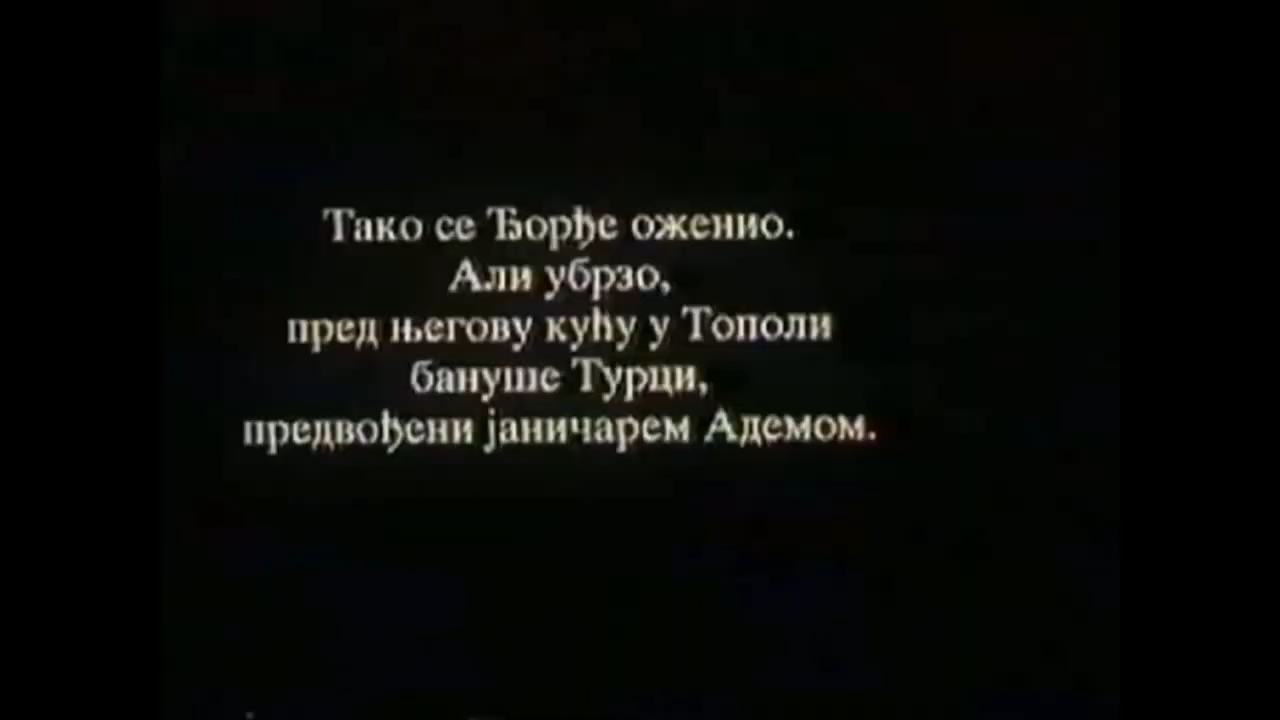 Тако се Ђорђе оженио.
Али убрзо,
пред његову кућу у Тополи
бануше Турци,
предвођени јаничарем Адемом.